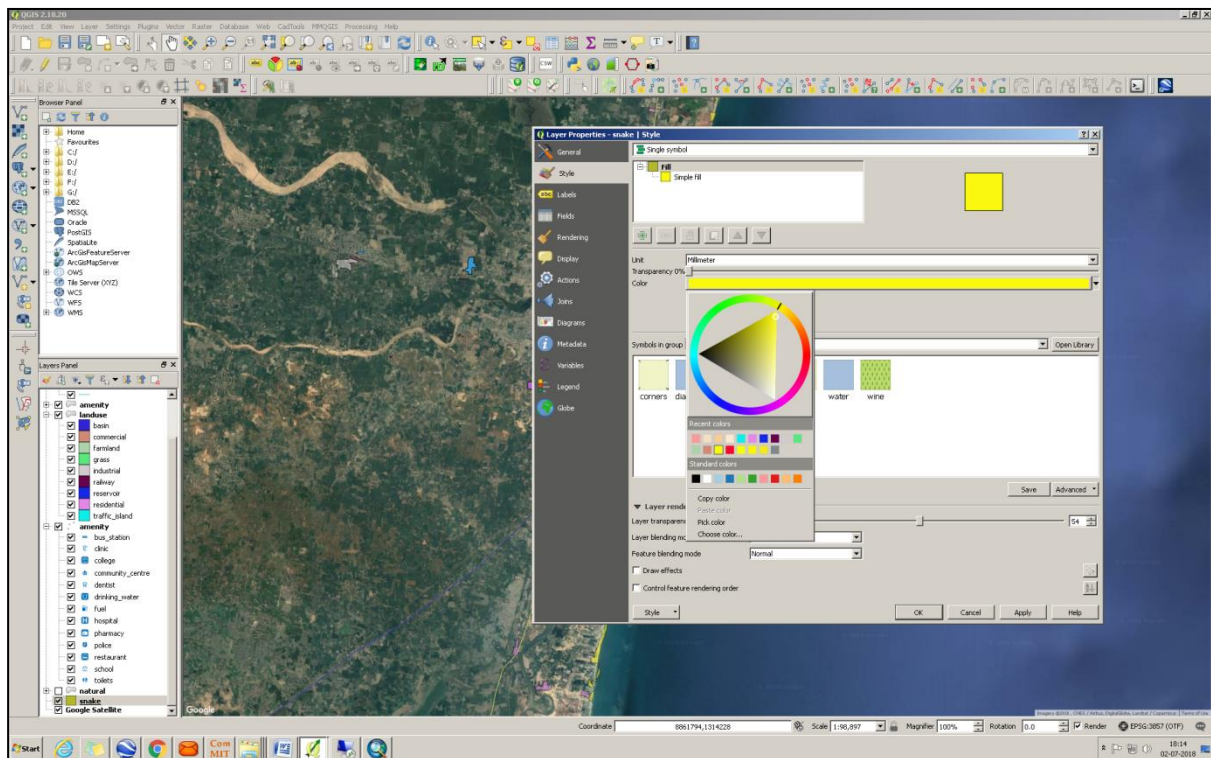 QGIS 2.18.20
Project Edit View Layer Settings Plugins Vector Raster Database Web CadTools MMQGIS Processing Help
CSW
Browser Panel
Home
Favourites
C:/
D:/
E:/
F:/
G:/
DB2
MSSQL
Oracle
PostGIS
SpatiaLite
ArcGisFeatureServer
ArcGisMapServer
OWS
Tile Server (XYZ)
WCS
WFS
WMS
Layers Panel
amenity
landuse
basin
commercial
farmland
grass
industrial
railway
reservoir
residential
traffic_island
amenity
bus_station
clinic
college
community_centre
dentist
drinking_water
fuel
hospital
pharmacy
police
restaurant
school
toilets
natural
snake
Google Satellite
Google
Layer Properties - snake | Style
General
Style
Labels
Fields
Rendering
Display
Actions
Joins
Diagrams
Metadata
Variables
Legend
Globe
Single symbol
Fill
Simple fill
Unit Millimeter
Transparency 0%
Color
Symbols in group
Open Library
corners
water wine
Recent colors
Standard colors
Copy color
Paste color
Pick color
Choose color...
Save Advanced
Layer transparen
54
Layer blending mo
Feature blending mode Normal
Draw effects
Control feature rendering order
Style OK Cancel Apply Help
Coordinate 8861794,1314228 Scale 1:98,897 Magnifier 100% Rotation 0.0 Render EPSG:3857 (OTF)
Start
Com
MIT
18:14
02-07-2018